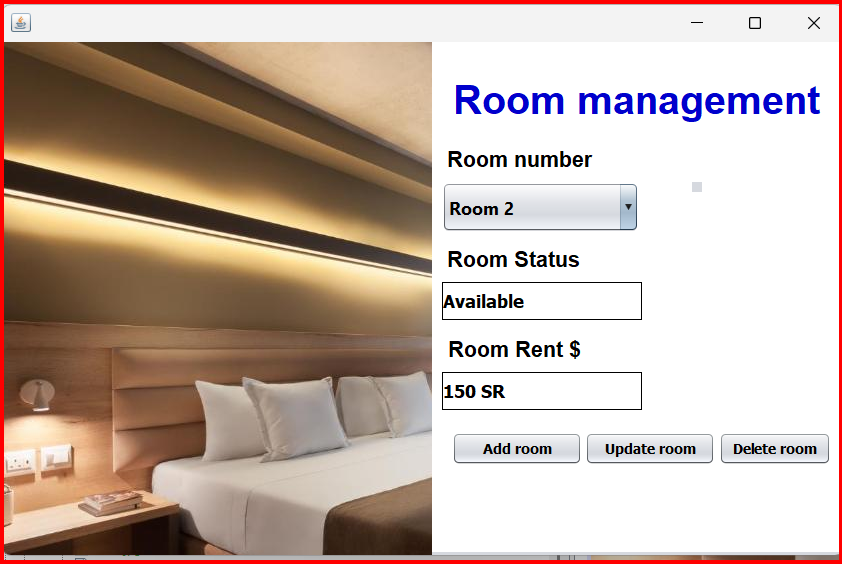 Room management
Room number
Room 2
Room Status
Available
Room Rent $
150 SR
Add room
Update room
Delete room